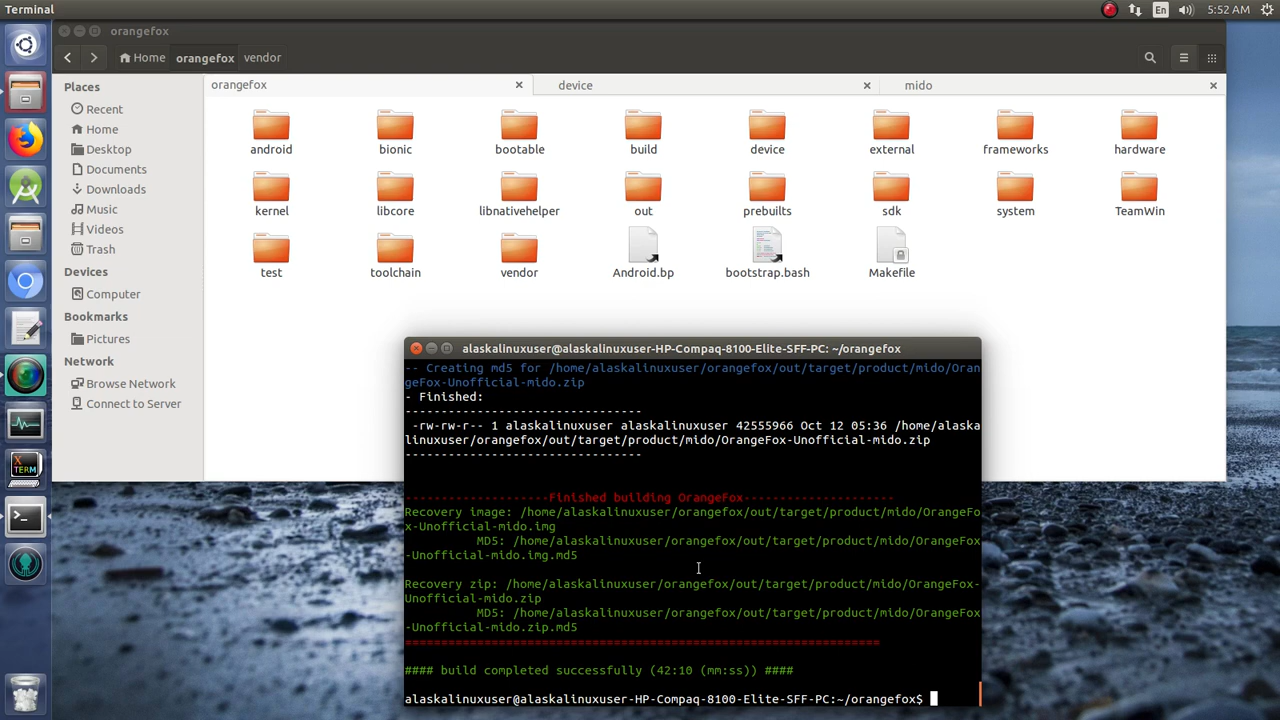 Terminal
En
5:52 AM
orangefox
Home
orangefox
vendor
Places
Recent
Home
Desktop
Documents
Downloads
Music
Videos
Trash
Devices
Computer
Bookmarks
Pictures
Network
Browse Network
Connect to Server
orangefox
device
mido
android
bionic
bootable
build
device
external
frameworks
hardware
kernel
libcore
libnativehelper
out
prebuilts
sdk
system
TeamWin
test
toolchain
vendor
Android.bp
bootstrap.bash
Makefile
X
TERM
alaskalinuxuser@alaskalinuxuser-HP-Compaq-8100-Elite-SFF-PC: ~/orangefox
-- Creating md5 for /home/alaskalinuxuser/orangefox/out/target/product/mido/Oran
geFox-Unofficial-mido.zip
- Finished:
---------------------------------
-rw-rw-r-- 1 alaskalinuxuser alaskalinuxuser 42555966 Oct 12 05:36 /home/alaska
linuxuser/orangefox/out/target/product/mido/OrangeFox-Unofficial-mido.zip
---------------------------------
--------------------Finished building OrangeFox---------------------
Recovery image: /home/alaskalinuxuser/orangefox/out/target/product/mido/OrangeFo
x-Unofficial-mido.img
MD5: /home/alaskalinuxuser/orangefox/out/target/product/mido/OrangeFox
-Unofficial-mido.img.md5
Recovery zip: /home/alaskalinuxuser/orangefox/out/target/product/mido/OrangeFox-
Unofficial-mido.zip
MD5: /home/alaskalinuxuser/orangefox/out/target/product/mido/OrangeFox
-Unofficial-mido.zip.md5
==================================================================
#### build completed successfully (42:10 (mm:ss)) ####
alaskalinuxuser@alaskalinuxuser-HP-Compaq-8100-Elite-SFF-PC:~/orangefox$